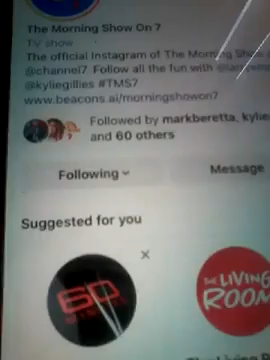 The Morning Show On 7
TV show
The official Instagram of The Morning Show
@channel7. Follow all the fun with
@kyliegillies #TMS7
www.beacons.ai/morningshowon7
Followed by markberetta, kylie
and 60 others
Following
Message
Suggested for you
60
THE LIVING
ROOM